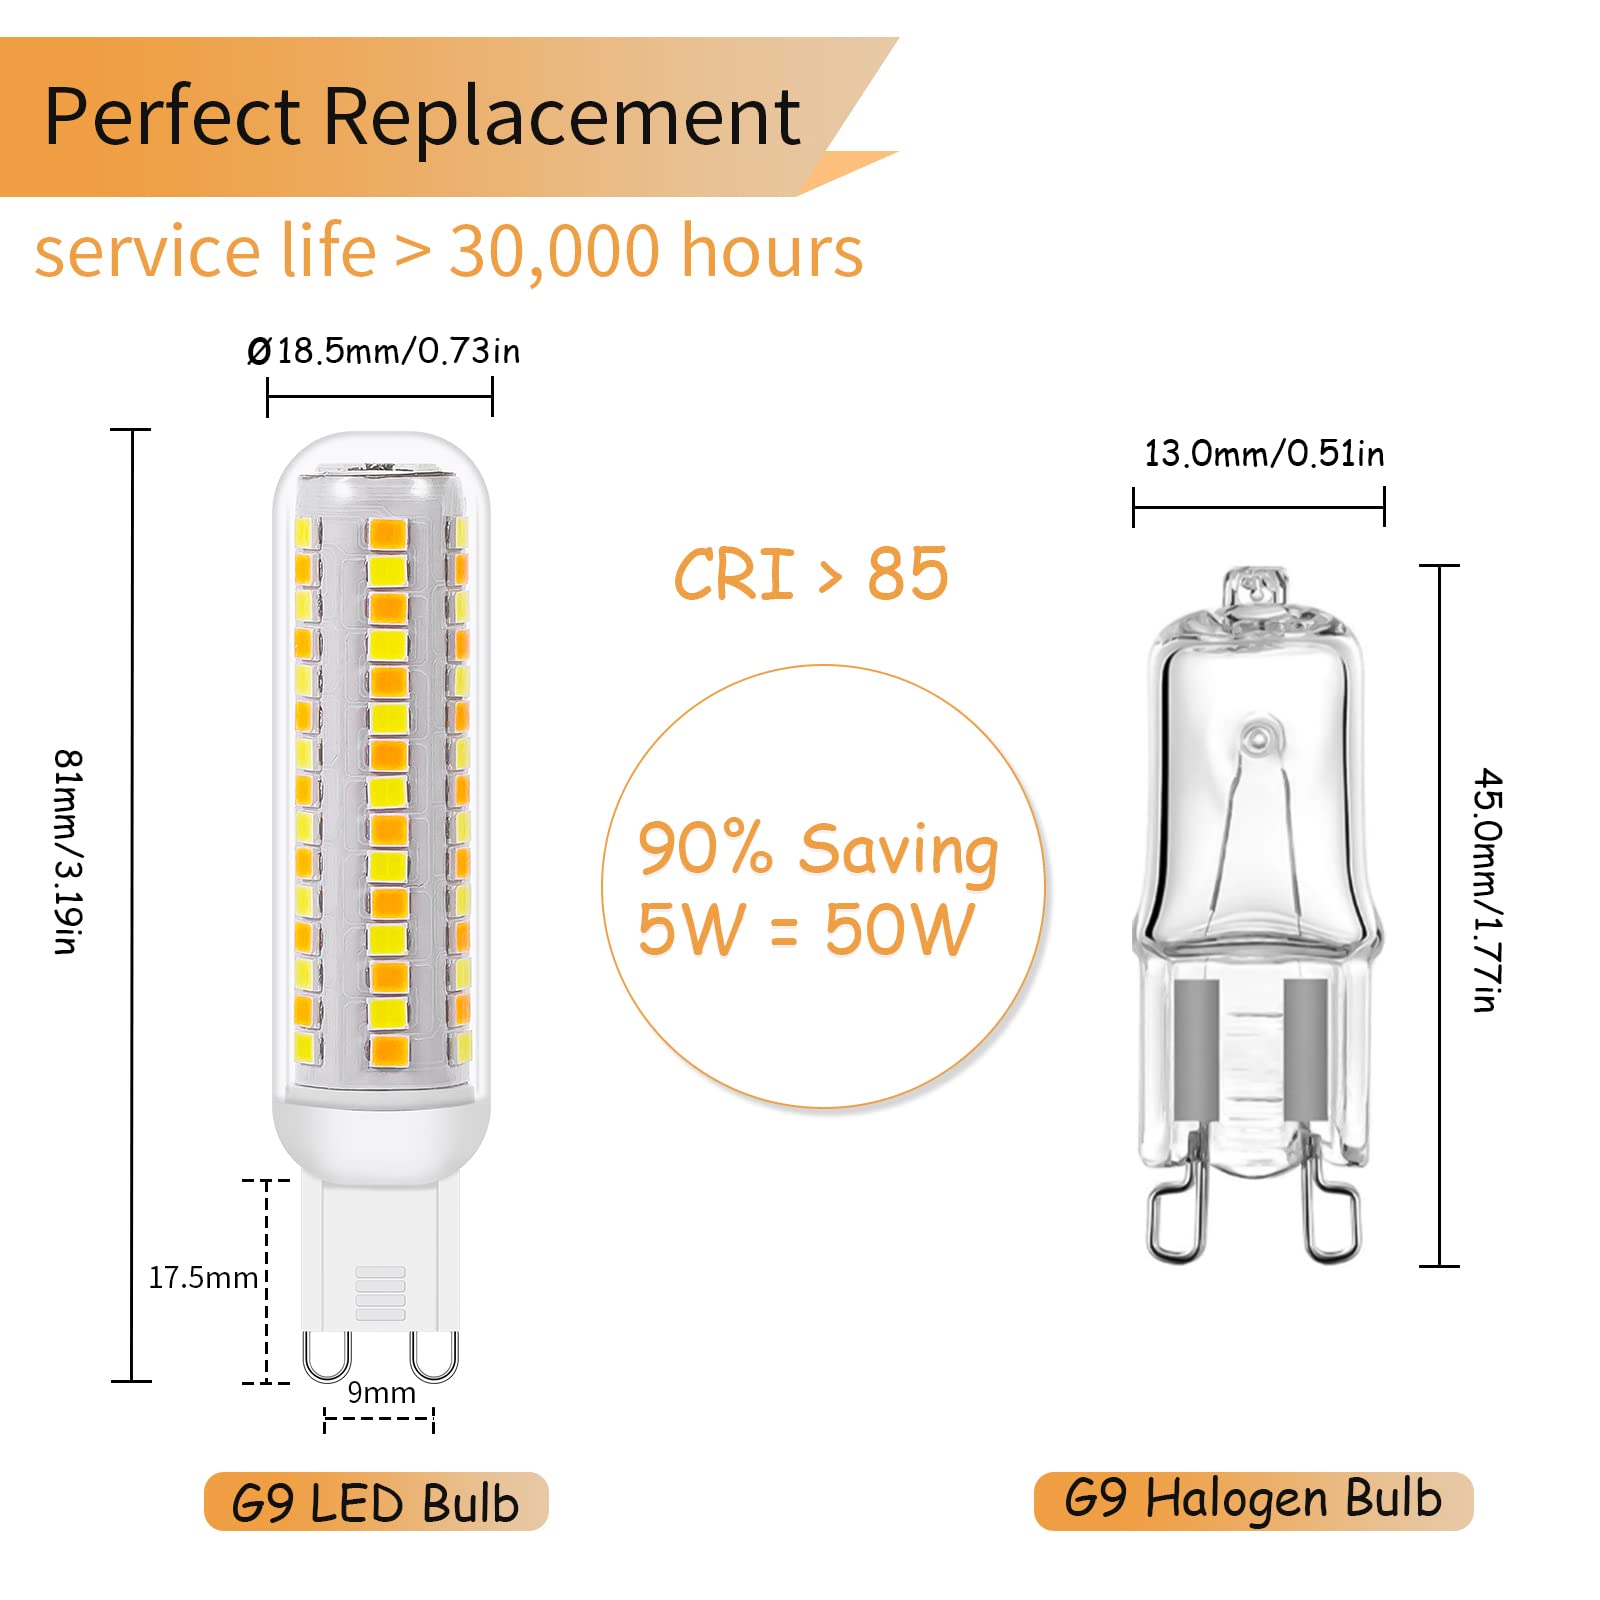 Perfect Replacement
service life > 30,000 hours
Ø18.5mm/0.73in
13.0mm/0.51in
CRI > 85
81mm/3.19in
90% Saving
5W = 50W
45.0mm/1.77in
17.5mm
9mm
G9 LED Bulb
G9 Halogen Bulb